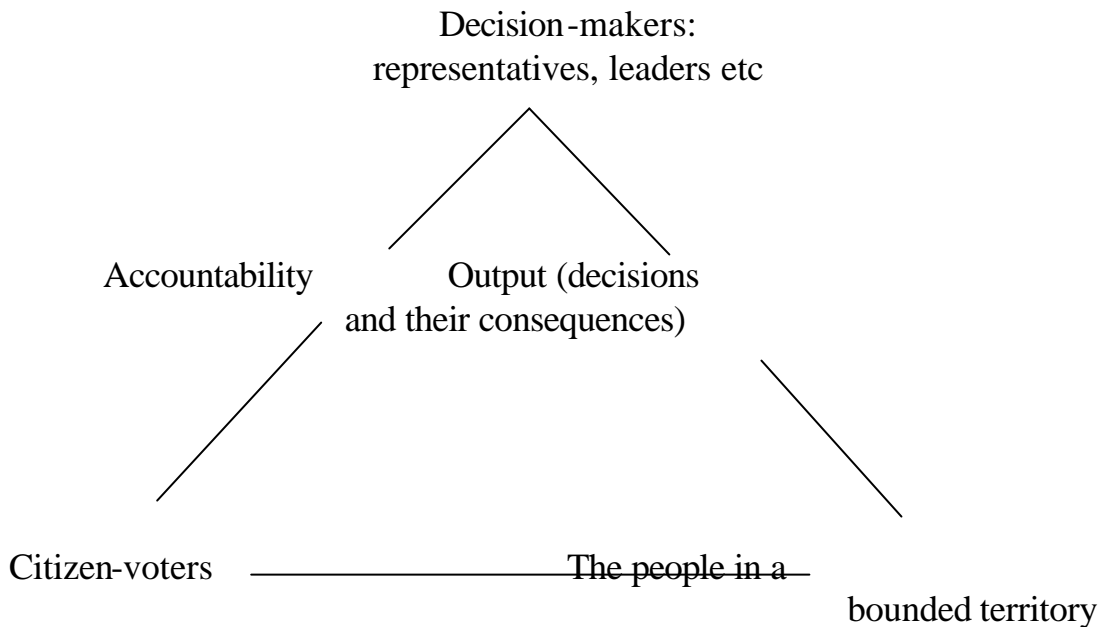 Decision-makers:
representatives, leaders etc
Accountability
Output (decisions
and their consequences)
Citizen-voters
The people in a
bounded territory